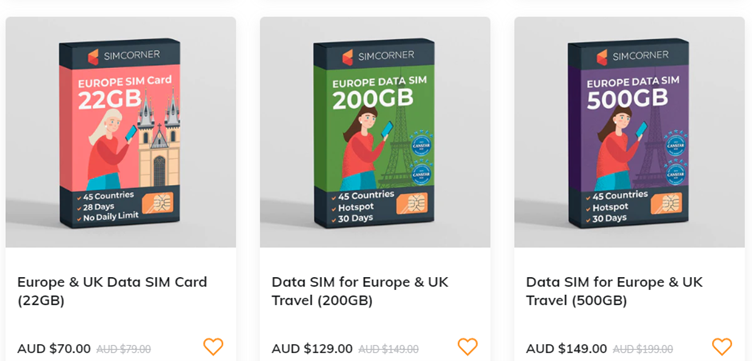 SIMCORNER
EUROPE SIM Card
22GB
45 Countries
28 Days
No Daily Limit
SIMCORNER
EUROPE DATA SIM
200GB
45 Countries
Hotspot
30 Days
SIMCORNER
EUROPE DATA SIM
500GB
45 Countries
Hotspot
30 Days
Europe & UK Data SIM Card
(22GB)
AUD $70.00 AUD $79.00
Data SIM for Europe & UK
Travel (200GB)
AUD $129.00 AUD $149.00
Data SIM for Europe & UK
Travel (500GB)
AUD $149.00 AUD $199.00